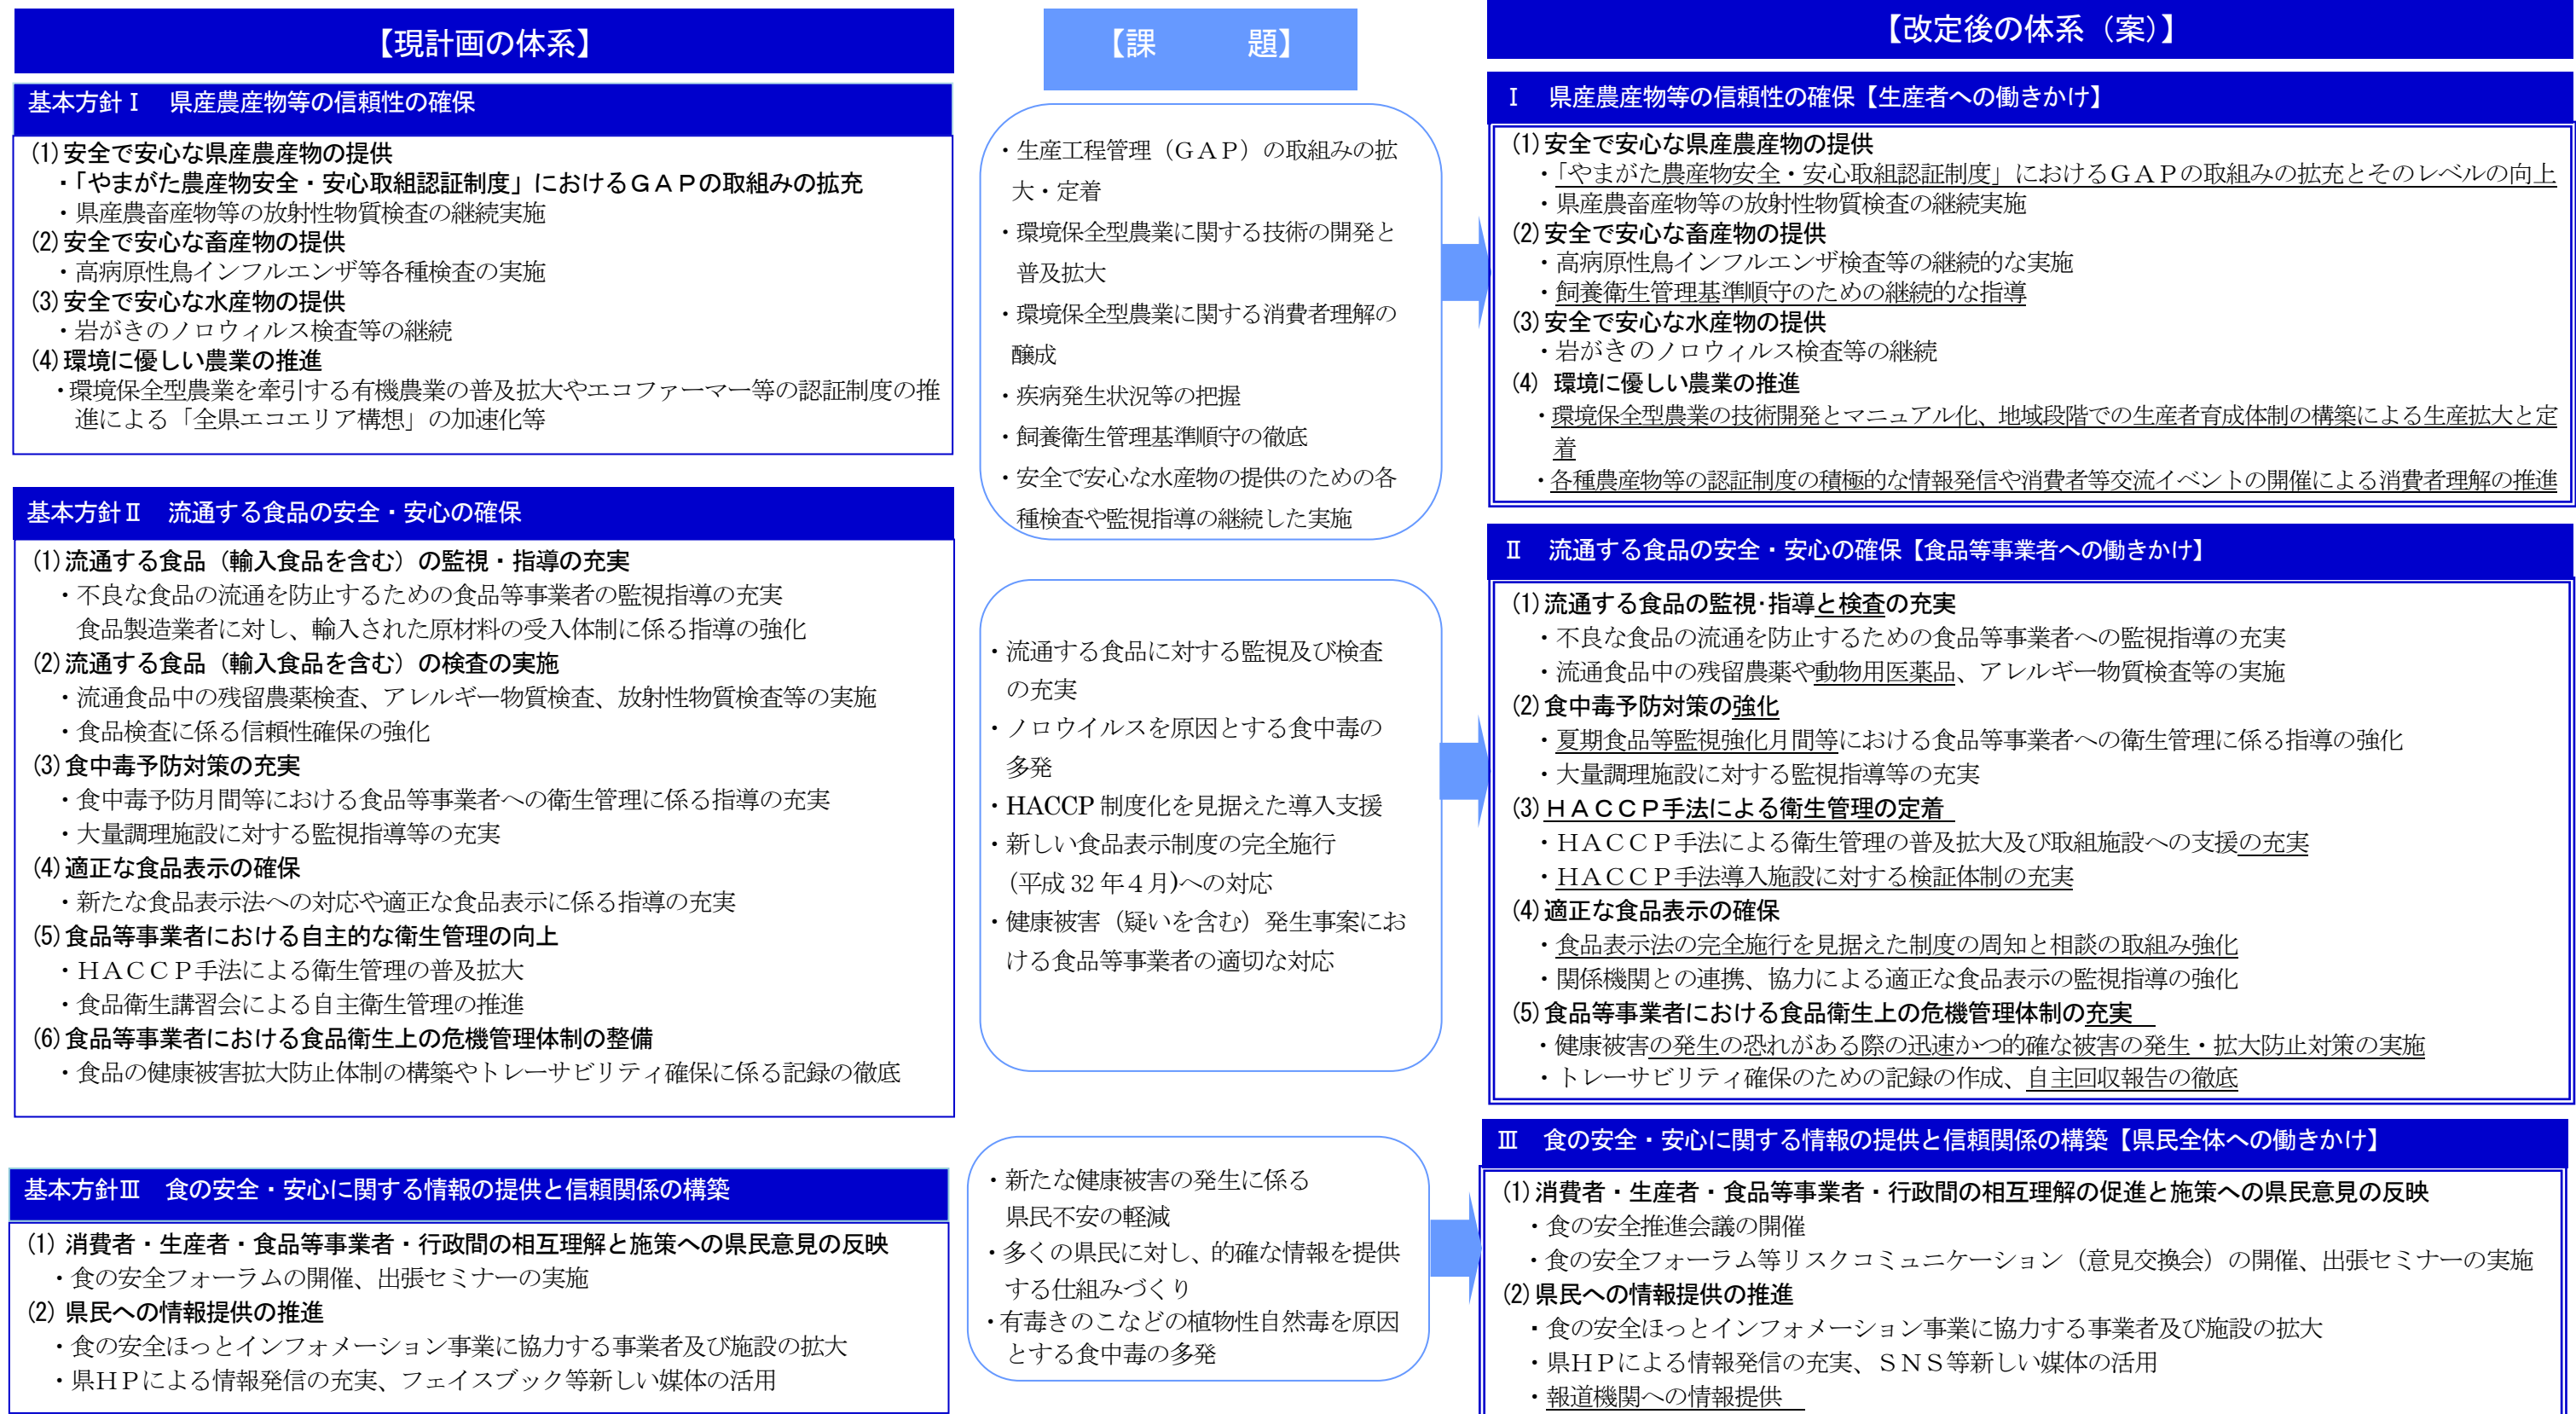 【現計画の体系】
基本方針Ⅰ　県産農産物等の信頼性の確保
(1)安全で安心な県産農産物の提供
・「やまがた農産物安全・安心取組認証制度」におけるＧＡＰの取組みの拡充
・県産農畜産物等の放射性物質検査の継続実施
(2)安全で安心な畜産物の提供
・高病原性鳥インフルエンザ等各種検査の実施
(3)安全で安心な水産物の提供
・岩がきのノロウィルス検査等の継続
(4)環境に優しい農業の推進
・環境保全型農業を牽引する有機農業の普及拡大やエコファーマー等の認証制度の推
進による「全県エコエリア構想」の加速化等
基本方針Ⅱ　流通する食品の安全・安心の確保
(1)流通する食品（輸入食品を含む）の監視・指導の充実
・不良な食品の流通を防止するための食品等事業者の監視指導の充実
食品製造業者に対し、輸入された原材料の受入体制に係る指導の強化
(2)流通する食品（輸入食品を含む）の検査の実施
・流通食品中の残留農薬検査、アレルギー物質検査、放射性物質検査等の実施
・食品検査に係る信頼性確保の強化
(3)食中毒予防対策の充実
・食中毒予防月間等における食品等事業者への衛生管理に係る指導の充実
・大量調理施設に対する監視指導等の充実
(4)適正な食品表示の確保
・新たな食品表示法への対応や適正な食品表示に係る指導の充実
(5)食品等事業者における自主的な衛生管理の向上
・ＨＡＣＣＰ手法による衛生管理の普及拡大
・食品衛生講習会による自主衛生管理の推進
(6)食品等事業者における食品衛生上の危機管理体制の整備
・食品の健康被害拡大防止体制の構築やトレーサビリティ確保に係る記録の徹底
基本方針Ⅲ　食の安全・安心に関する情報の提供と信頼関係の構築
(1) 消費者・生産者・食品等事業者・行政間の相互理解と施策への県民意見の反映
・食の安全フォーラムの開催、出張セミナーの実施
(2) 県民への情報提供の推進
・食の安全ほっとインフォメーション事業に協力する事業者及び施設の拡大
・県ＨＰによる情報発信の充実、フェイスブック等新しい媒体の活用
【課　　　題】
・生産工程管理（ＧＡＰ）の取組みの拡
大・定着
・環境保全型農業に関する技術の開発と
普及拡大
・環境保全型農業に関する消費者理解の
醸成
・疾病発生状況等の把握
・飼養衛生管理基準順守の徹底
・安全で安心な水産物の提供のための各
種検査や監視指導の継続した実施
・流通する食品に対する監視及び検査
の充実
・ノロウイルスを原因とする食中毒の
多発
・HACCP 制度化を見据えた導入支援
・新しい食品表示制度の完全施行
(平成 32 年４月)への対応
・健康被害（疑いを含む）発生事案にお
ける食品等事業者の適切な対応
・新たな健康被害の発生に係る
県民不安の軽減
・多くの県民に対し、的確な情報を提供
する仕組みづくり
・有毒きのこなどの植物性自然毒を原因
とする食中毒の多発
【改定後の体系（案）】
Ⅰ　県産農産物等の信頼性の確保【生産者への働きかけ】
(1)安全で安心な県産農産物の提供
・「やまがた農産物安全・安心取組認証制度」におけるＧＡＰの取組みの拡充とそのレベルの向上
・県産農畜産物等の放射性物質検査の継続実施
(2)安全で安心な畜産物の提供
・高病原性鳥インフルエンザ検査等の継続的な実施
・飼養衛生管理基準順守のための継続的な指導
(3)安全で安心な水産物の提供
・岩がきのノロウィルス検査等の継続
(4) 環境に優しい農業の推進
・環境保全型農業の技術開発とマニュアル化、地域段階での生産者育成体制の構築による生産拡大と定
着
・各種農産物等の認証制度の積極的な情報発信や消費者等交流イベントの開催による消費者理解の推進
Ⅱ　流通する食品の安全・安心の確保【食品等事業者への働きかけ】
(1)流通する食品の監視･指導と検査の充実
・不良な食品の流通を防止するための食品等事業者への監視指導の充実
・流通食品中の残留農薬や動物用医薬品、アレルギー物質検査等の実施
(2)食中毒予防対策の強化
・夏期食品等監視強化月間等における食品等事業者への衛生管理に係る指導の強化
・大量調理施設に対する監視指導等の充実
(3)ＨＡＣＣＰ手法による衛生管理の定着
・ＨＡＣＣＰ手法による衛生管理の普及拡大及び取組施設への支援の充実
・ＨＡＣＣＰ手法導入施設に対する検証体制の充実
(4)適正な食品表示の確保
・食品表示法の完全施行を見据えた制度の周知と相談の取組み強化
・関係機関との連携、協力による適正な食品表示の監視指導の強化
(5)食品等事業者における食品衛生上の危機管理体制の充実
・健康被害の発生の恐れがある際の迅速かつ的確な被害の発生・拡大防止対策の実施
・トレーサビリティ確保のための記録の作成、自主回収報告の徹底
Ⅲ　食の安全・安心に関する情報の提供と信頼関係の構築【県民全体への働きかけ】
(1)消費者・生産者・食品等事業者・行政間の相互理解の促進と施策への県民意見の反映
・食の安全推進会議の開催
・食の安全フォーラム等リスクコミュニケーション（意見交換会）の開催、出張セミナーの実施
(2)県民への情報提供の推進
・食の安全ほっとインフォメーション事業に協力する事業者及び施設の拡大
・県ＨＰによる情報発信の充実、ＳＮＳ等新しい媒体の活用
・報道機関への情報提供